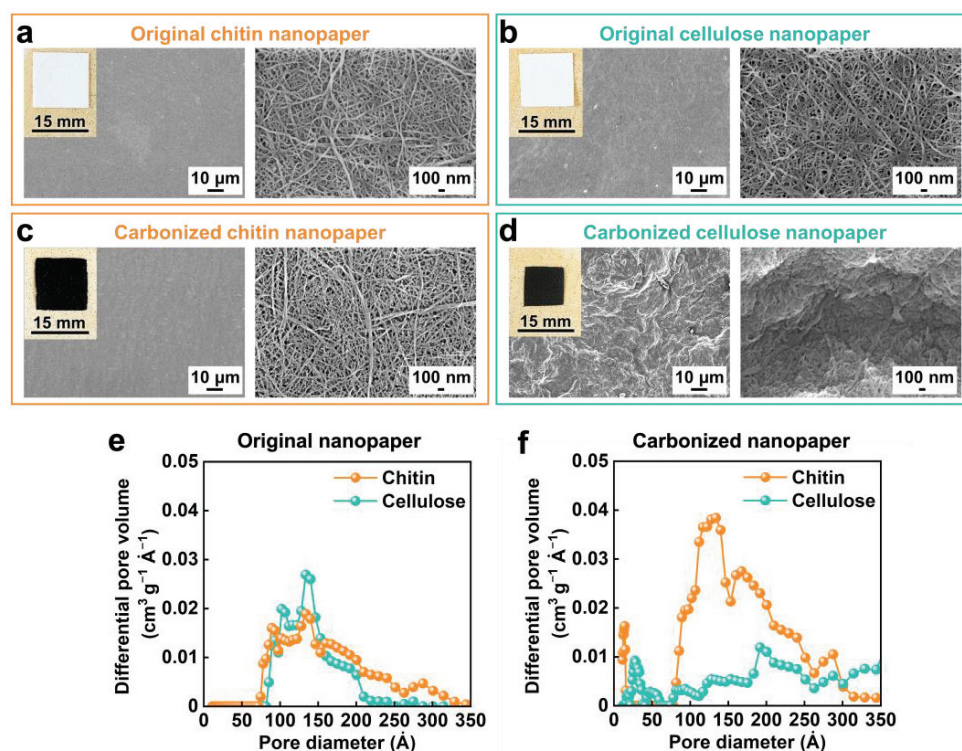 a
Original chitin nanopaper
15 mm
10 µm
100 nm
b
Original cellulose nanopaper
15 mm
10 µm
100 nm
c
Carbonized chitin nanopaper
15 mm
10 µm
100 nm
d
Carbonized cellulose nanopaper
15 mm
10 µm
100 nm
e
Original nanopaper
Differential pore volume
(cm³ g⁻¹ Å⁻¹)
0.05
0.04
0.03
0.02
0.01
0
Chitin
Cellulose
0 50 100 150 200 250 300 350
Pore diameter (Å)
f
Carbonized nanopaper
Differential pore volume
(cm³ g⁻¹ Å⁻¹)
0.05
0.04
0.03
0.02
0.01
0
Chitin
Cellulose
0 50 100 150 200 250 300 350
Pore diameter (Å)